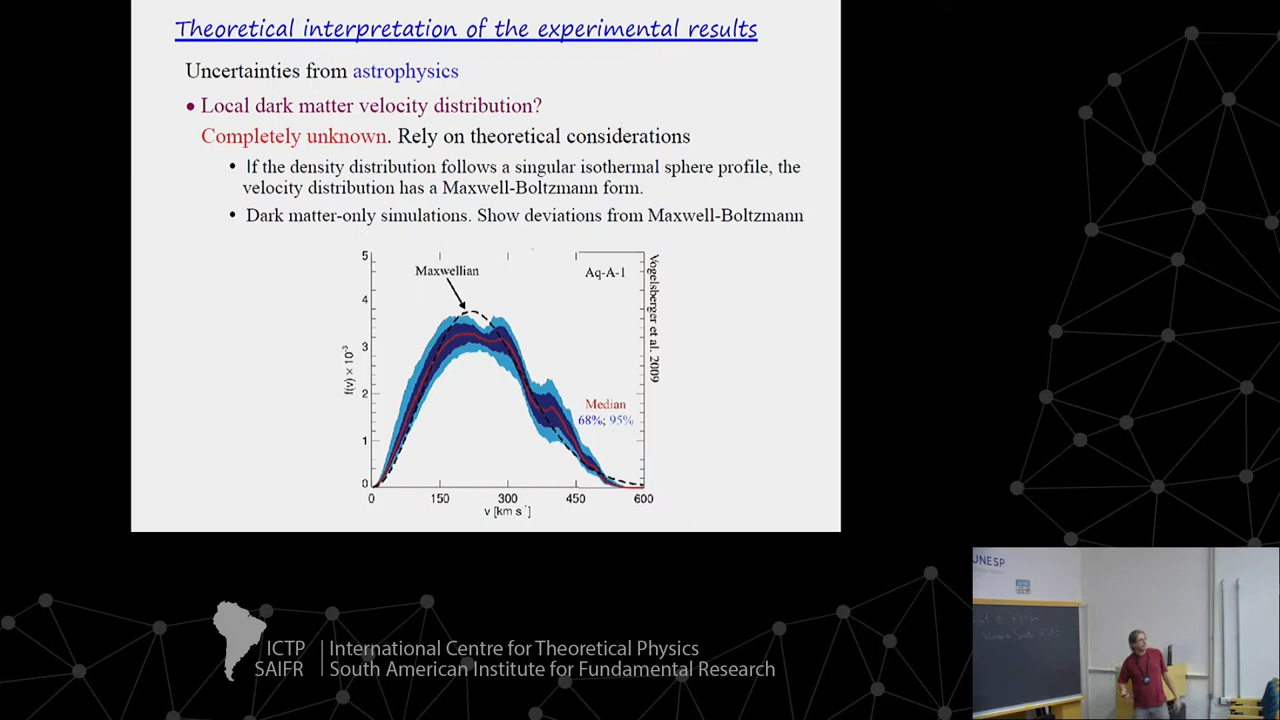 Theoretical interpretation of the experimental results
Uncertainties from astrophysics
• Local dark matter velocity distribution?
Completely unknown. Rely on theoretical considerations
• If the density distribution follows a singular isothermal sphere profile, the
velocity distribution has a Maxwell-Boltzmann form.
• Dark matter-only simulations. Show deviations from Maxwell-Boltzmann
5
4
3
2
1
0
f(v) × 10⁻³
Maxwellian
Aq-A-1
Median
68%; 95%
Vogelsberger et al. 2009
0 150 300 450 600
v [km s⁻¹]
UNESP
ICTP
SAIFR
International Centre for Theoretical Physics
South American Institute for Fundamental Research